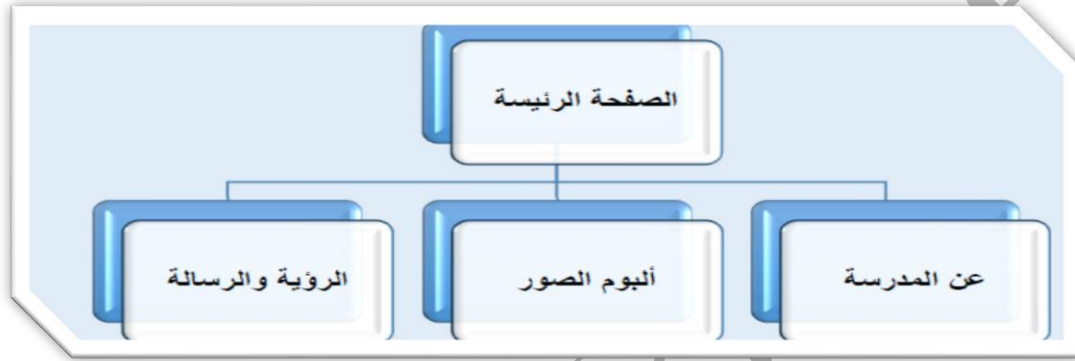 الصفحة الرئيسة
عن المدرسة
ألبوم الصور
الرؤية والرسالة